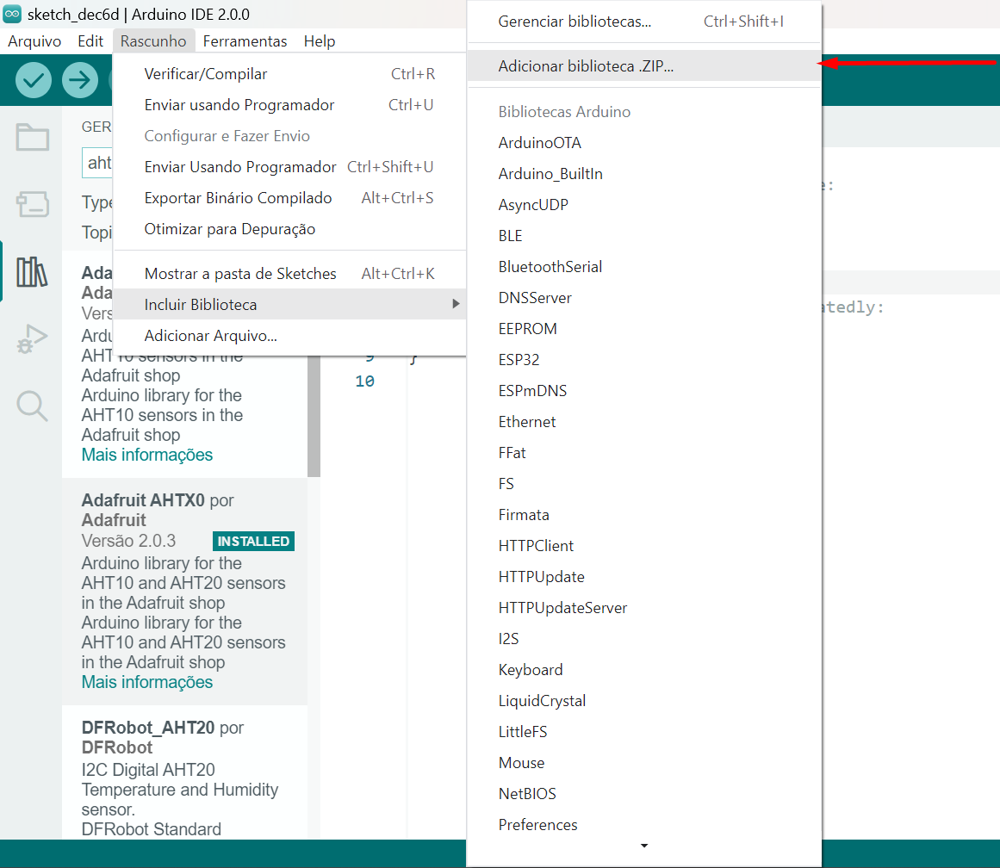 sketch_dec6d | Arduino IDE 2.0.0
Arquivo Edit Rascunho Ferramentas Help
Verificar/Compilar Ctrl+R
Enviar usando Programador Ctrl+U
Configurar e Fazer Envio
Enviar Usando Programador Ctrl+Shift+U
Exportar Binário Compilado Alt+Ctrl+S
Otimizar para Depuração
Mostrar a pasta de Sketches Alt+Ctrl+K
Incluir Biblioteca
Adicionar Arquivo...
Gerenciar bibliotecas... Ctrl+Shift+I
Adicionar biblioteca .ZIP...
Bibliotecas Arduino
ArduinoOTA
Arduino_BuiltIn
AsyncUDP
BLE
BluetoothSerial
DNSServer
EEPROM
ESP32
ESPmDNS
Ethernet
FFat
FS
Firmata
HTTPClient
HTTPUpdate
HTTPUpdateServer
I2S
Keyboard
LiquidCrystal
LittleFS
Mouse
NetBIOS
Preferences
GER
aht
Type
Topi
Ada
Ada
Vers
Ardu
AHT10 sensors in the
Adafruit shop
Arduino library for the
AHT10 sensors in the
Adafruit shop
Mais informações
Adafruit AHTX0 por
Adafruit
Versão 2.0.3 INSTALLED
Arduino library for the
AHT10 and AHT20 sensors
in the Adafruit shop
Arduino library for the
AHT10 and AHT20 sensors
in the Adafruit shop
Mais informações
DFRobot_AHT20 por
DFRobot
I2C Digital AHT20
Temperature and Humidity
sensor.
DFRobot Standard
e:
atedly:
9 }
10